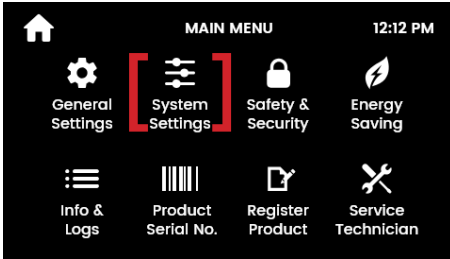 MAIN MENU 12:12 PM
General Settings
System Settings
Safety & Security
Energy Saving
Info & Logs
Product Serial No.
Register Product
Service Technician